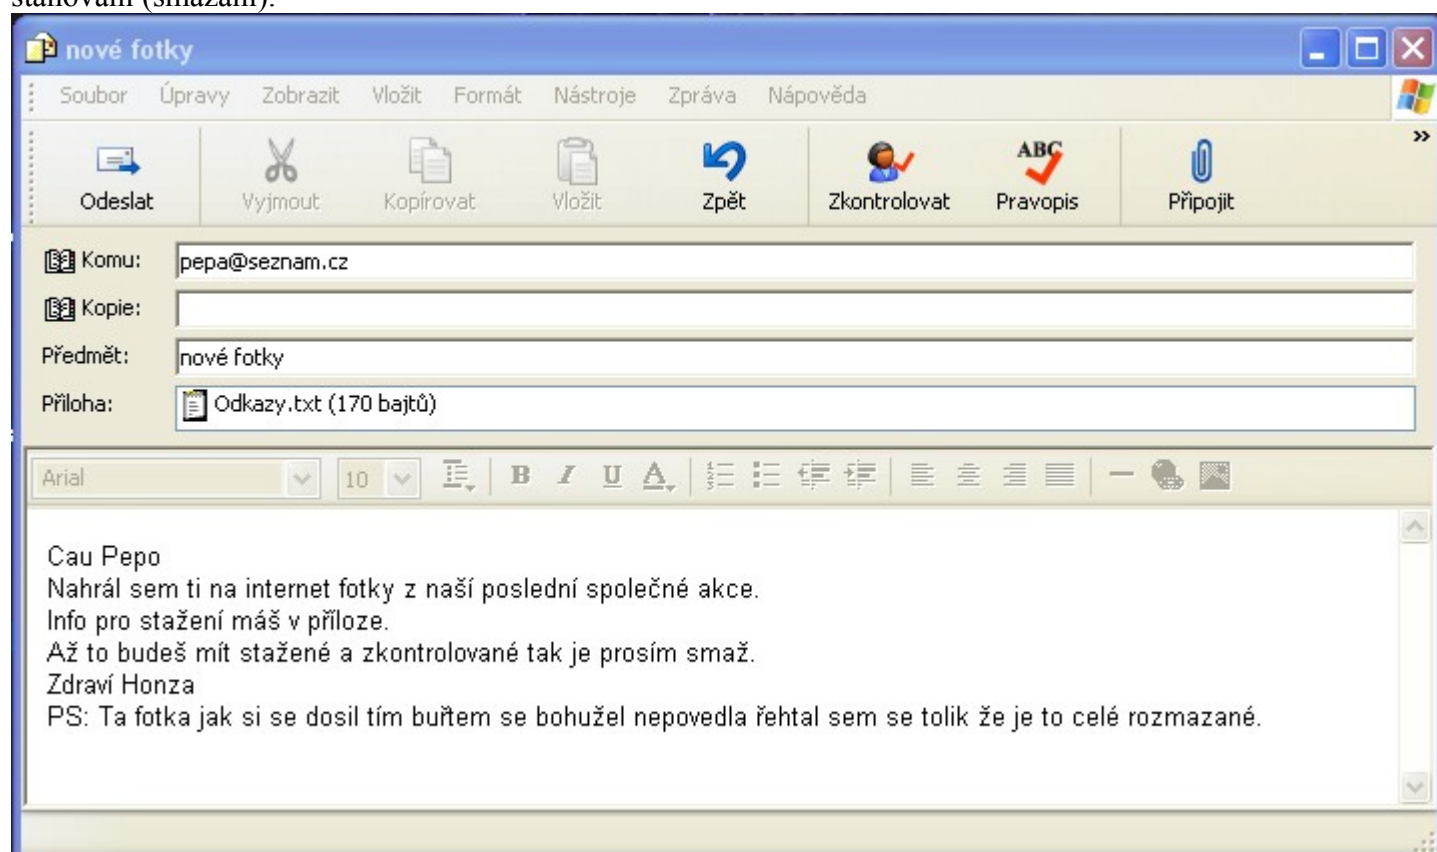 stahování (smazání).
nové fotky
Soubor Úpravy Zobrazit Vložit Formát Nástroje Zpráva Nápověda
Odeslat Vyjmout Kopírovat Vložit Zpět Zkontrolovat ABC Pravopis Připojit
Komu: pepa@seznam.cz
Kopie:
Předmět: nové fotky
Příloha: Odkazy.txt (170 bajtů)
Arial 10 B I U A
Cau Pepo
Nahrál sem ti na internet fotky z naší poslední společné akce.
Info pro stažení máš v příloze.
Až to budeš mít stažené a zkontrolované tak je prosím smaž.
Zdraví Honza
PS: Ta fotka jak si se dosil tím buřtem se bohužel nepovedla řehtal sem se tolik že je to celé rozmazané.